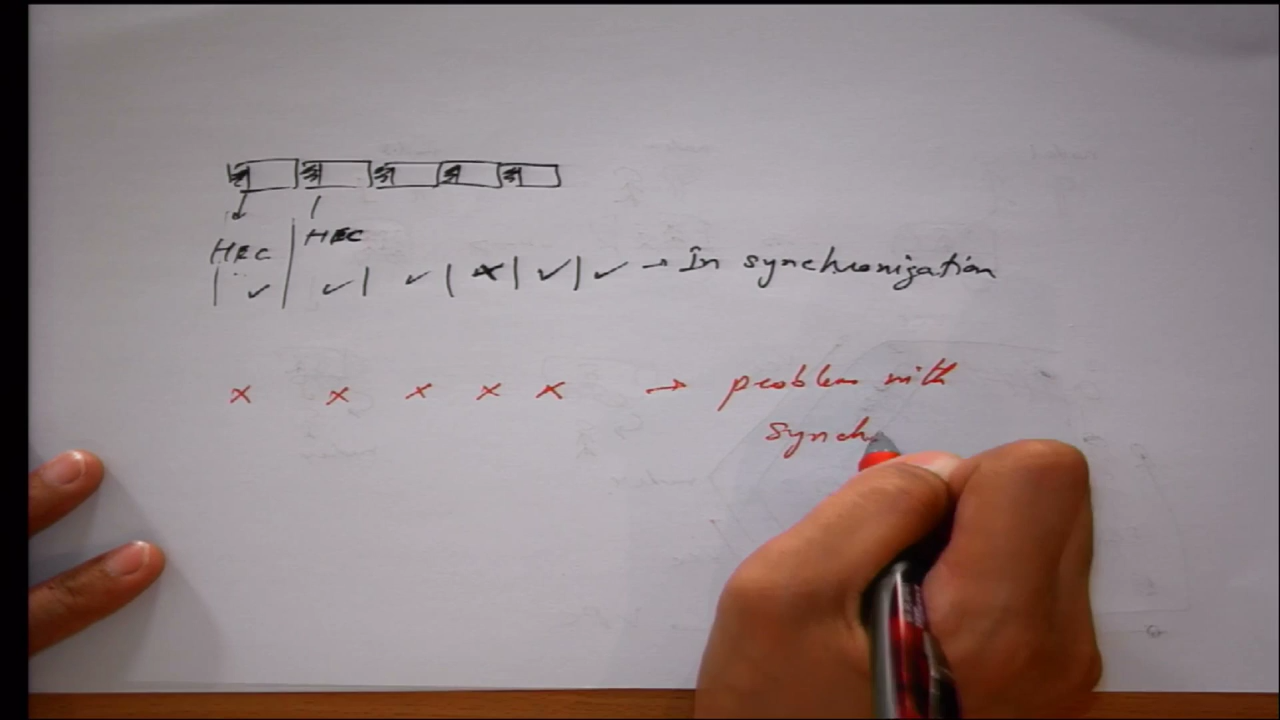 HEC | HEC
| ✓ | ✓ | ✓ | × | ✓ | ✓ → In synchronization
× × × × × → problem with
synch